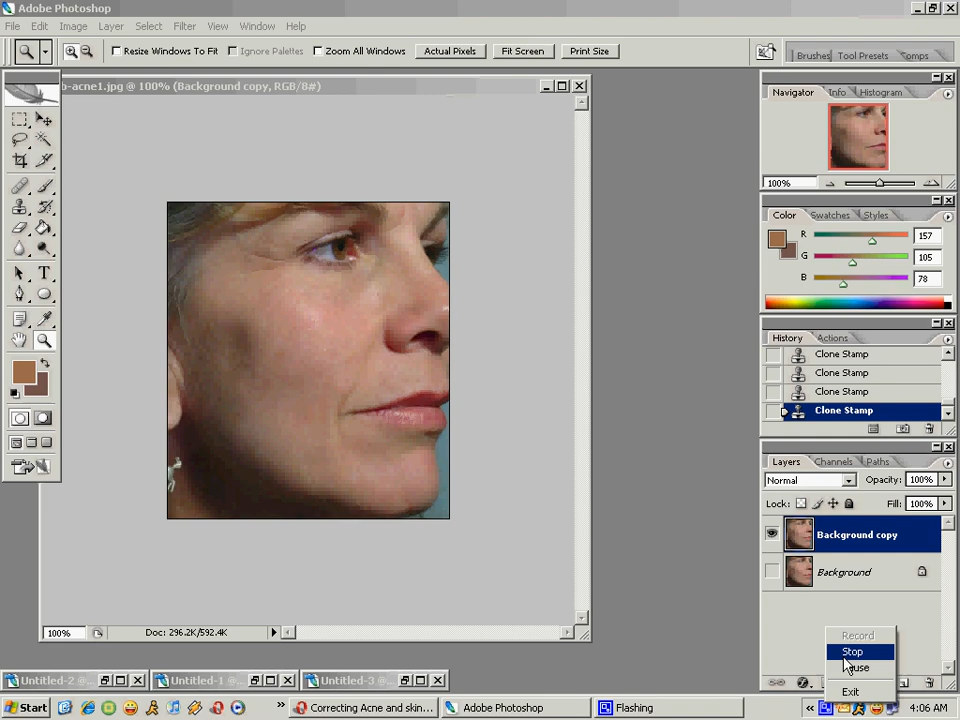 Adobe Photoshop
File Edit Image Layer Select Filter View Window Help
Resize Windows To Fit Ignore Palettes Zoom All Windows Actual Pixels Fit Screen Print Size
Brushes Tool Presets Comps
b-acne1.jpg @ 100% (Background copy, RGB/8#)
Navigator Info Histogram
100%
Color Swatches Styles
R 157
G 105
B 78
History Actions
Clone Stamp
Clone Stamp
Clone Stamp
Clone Stamp
Layers Channels Paths
Normal Opacity: 100%
Lock: Fill: 100%
Background copy
Background
100% Doc: 296.2K/592.4K
Record
Stop
Pause
Exit
Untitled-2 Untitled-1 Untitled-3
Start Correcting Acne and skin... Adobe Photoshop Flashing 4:06 AM